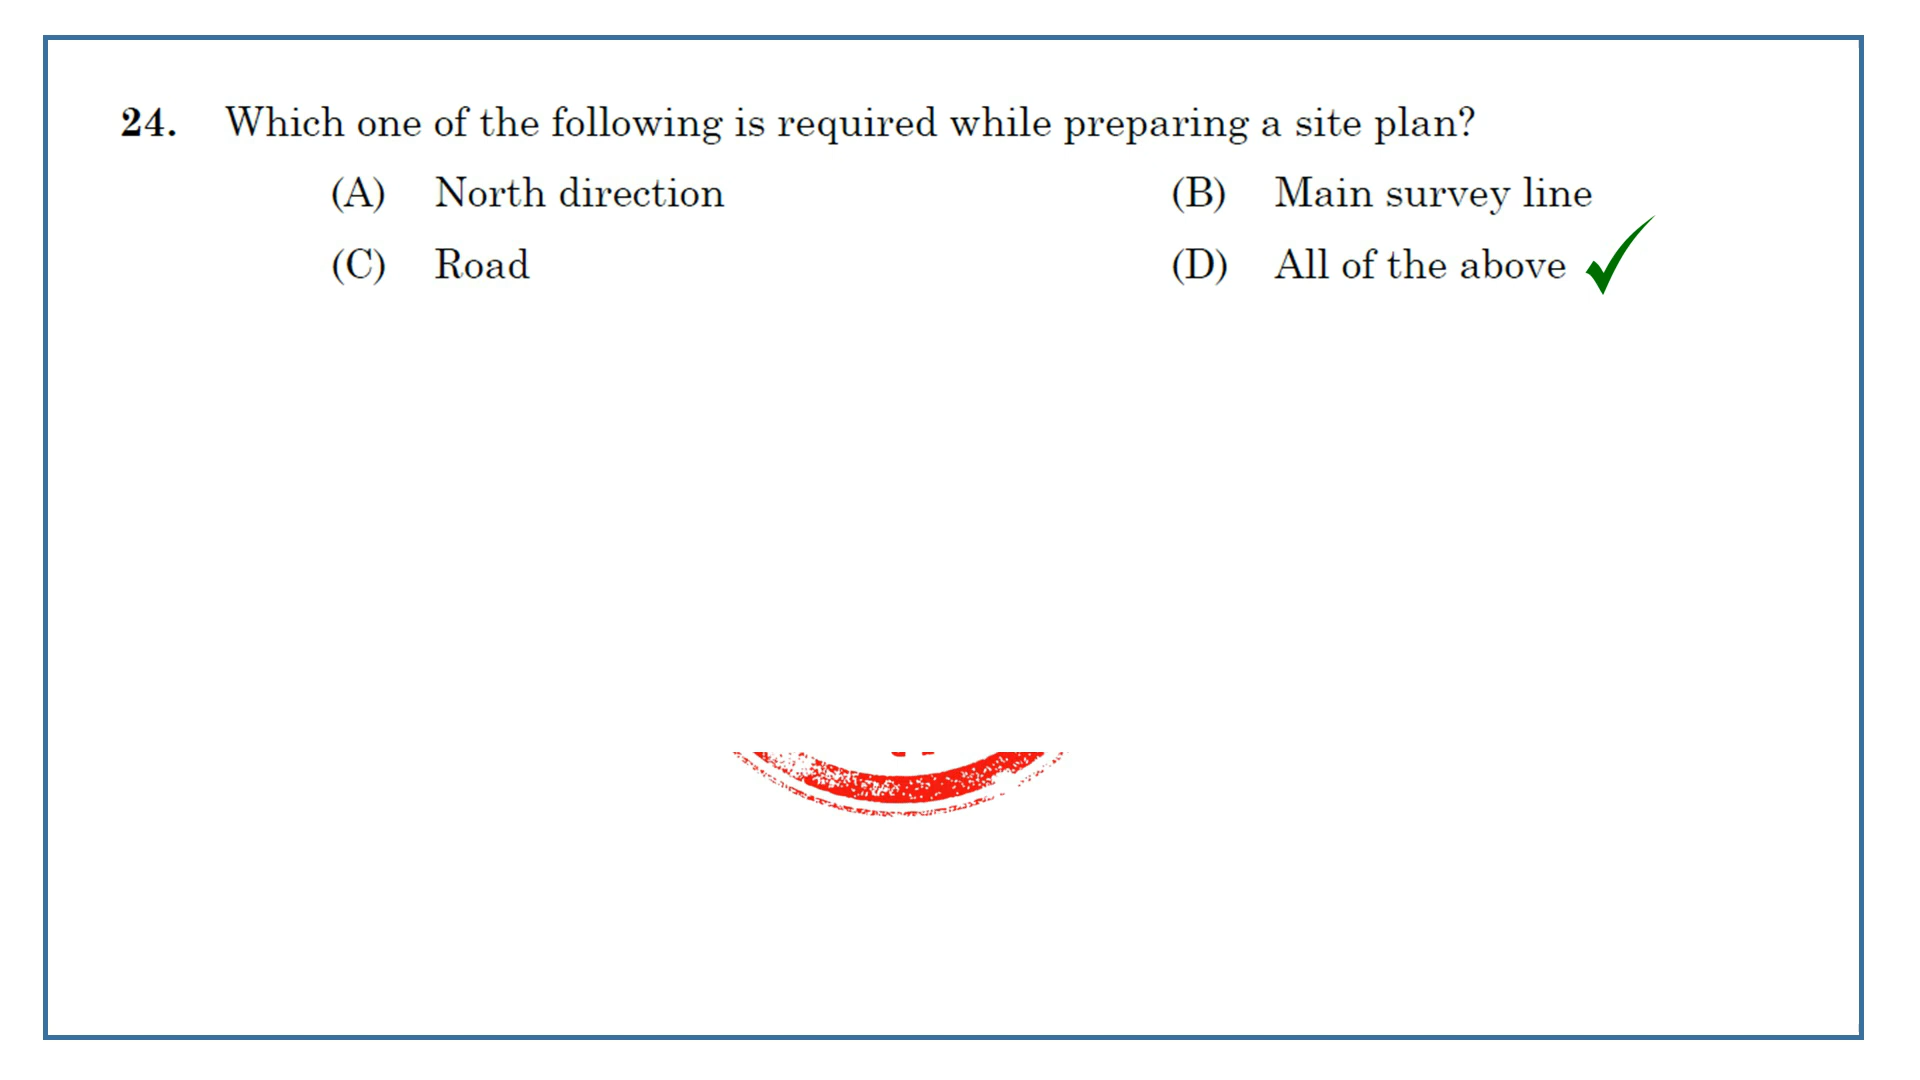 24. Which one of the following is required while preparing a site plan?
(A) North direction (B) Main survey line
(C) Road (D) All of the above